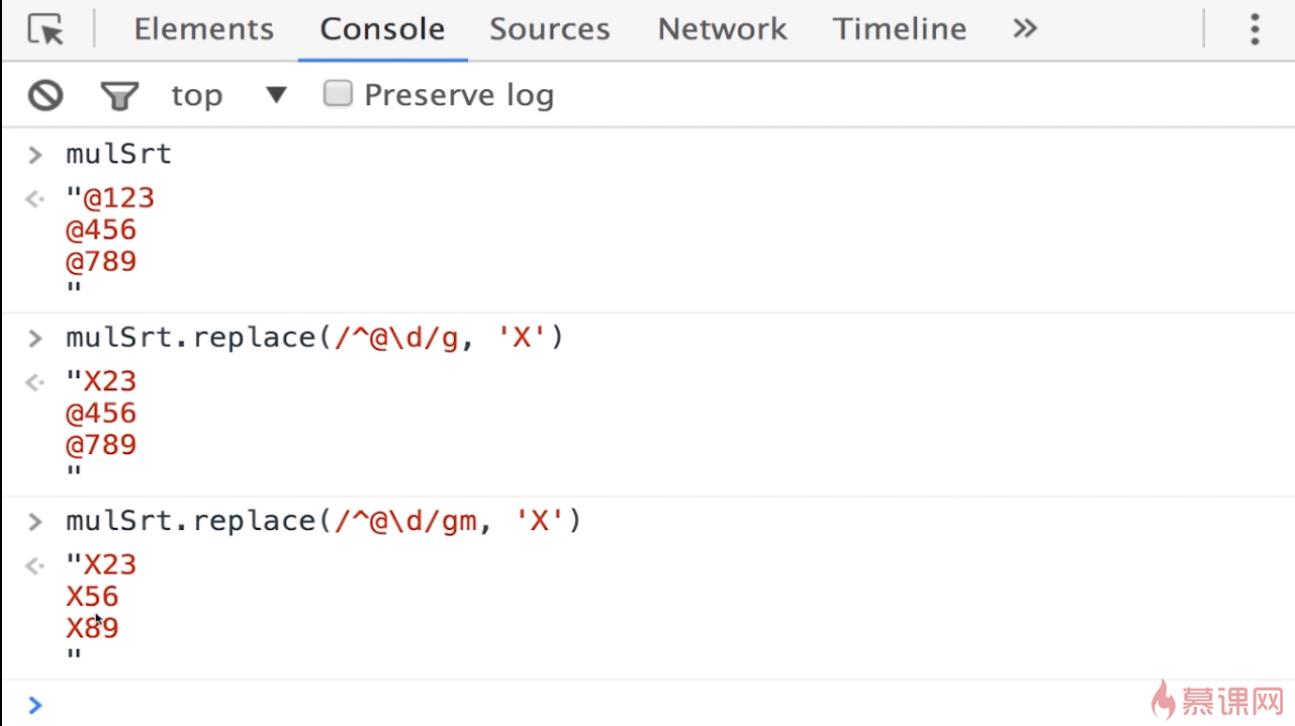 Elements Console Sources Network Timeline »
top ▼ Preserve log
> mulSrt
<· "@123
@456
@789
"
> mulSrt.replace(/^@\d/g, 'X')
<· "X23
@456
@789
"
> mulSrt.replace(/^@\d/gm, 'X')
<· "X23
X56
X89
"
>
慕课网